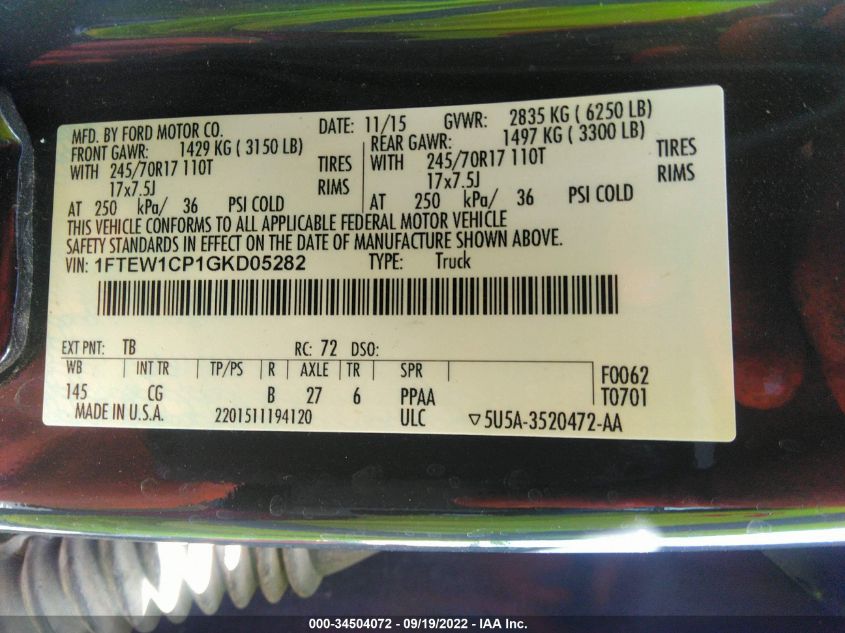 MFD. BY FORD MOTOR CO. DATE: 11/15 GVWR: 2835 KG ( 6250 LB)
FRONT GAWR: 1429 KG ( 3150 LB) REAR GAWR: 1497 KG ( 3300 LB)
WITH 245/70R17 110T TIRES WITH 245/70R17 110T TIRES
17x7.5J RIMS 17x7.5J RIMS
AT 250 kPa/ 36 PSI COLD AT 250 kPa/ 36 PSI COLD
THIS VEHICLE CONFORMS TO ALL APPLICABLE FEDERAL MOTOR VEHICLE
SAFETY STANDARDS IN EFFECT ON THE DATE OF MANUFACTURE SHOWN ABOVE.
VIN: 1FTEW1CP1GKD05282 TYPE: Truck
EXT PNT: TB RC: 72 DSO:
WB INT TR TP/PS R AXLE TR SPR F0062
145 CG B 27 6 PPAA T0701
MADE IN U.S.A. 2201511194120 ULC ▽5U5A-3520472-AA
000-34504072 - 09/19/2022 - IAA Inc.